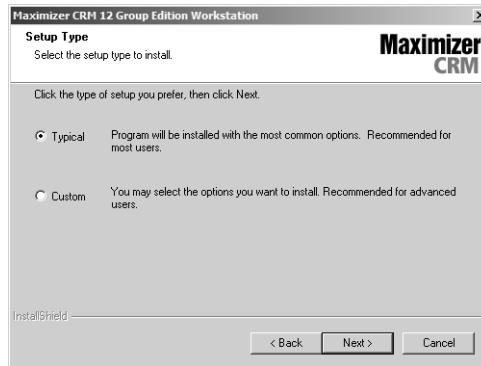 Maximizer CRM 12 Group Edition Workstation
Setup Type
Select the setup type to install.
Maximizer
CRM
Click the type of setup you prefer, then click Next.
Typical
Program will be installed with the most common options. Recommended for
most users.
Custom
You may select the options you want to install. Recommended for advanced
users.
InstallShield
< Back
Next >
Cancel